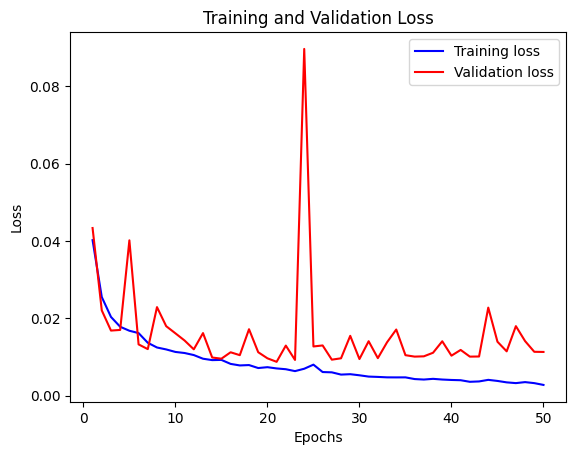 Training and Validation Loss
Training loss
Validation loss
0.08
0.06
0.04
0.02
0.00
Loss
0
10
20
30
40
50
Epochs